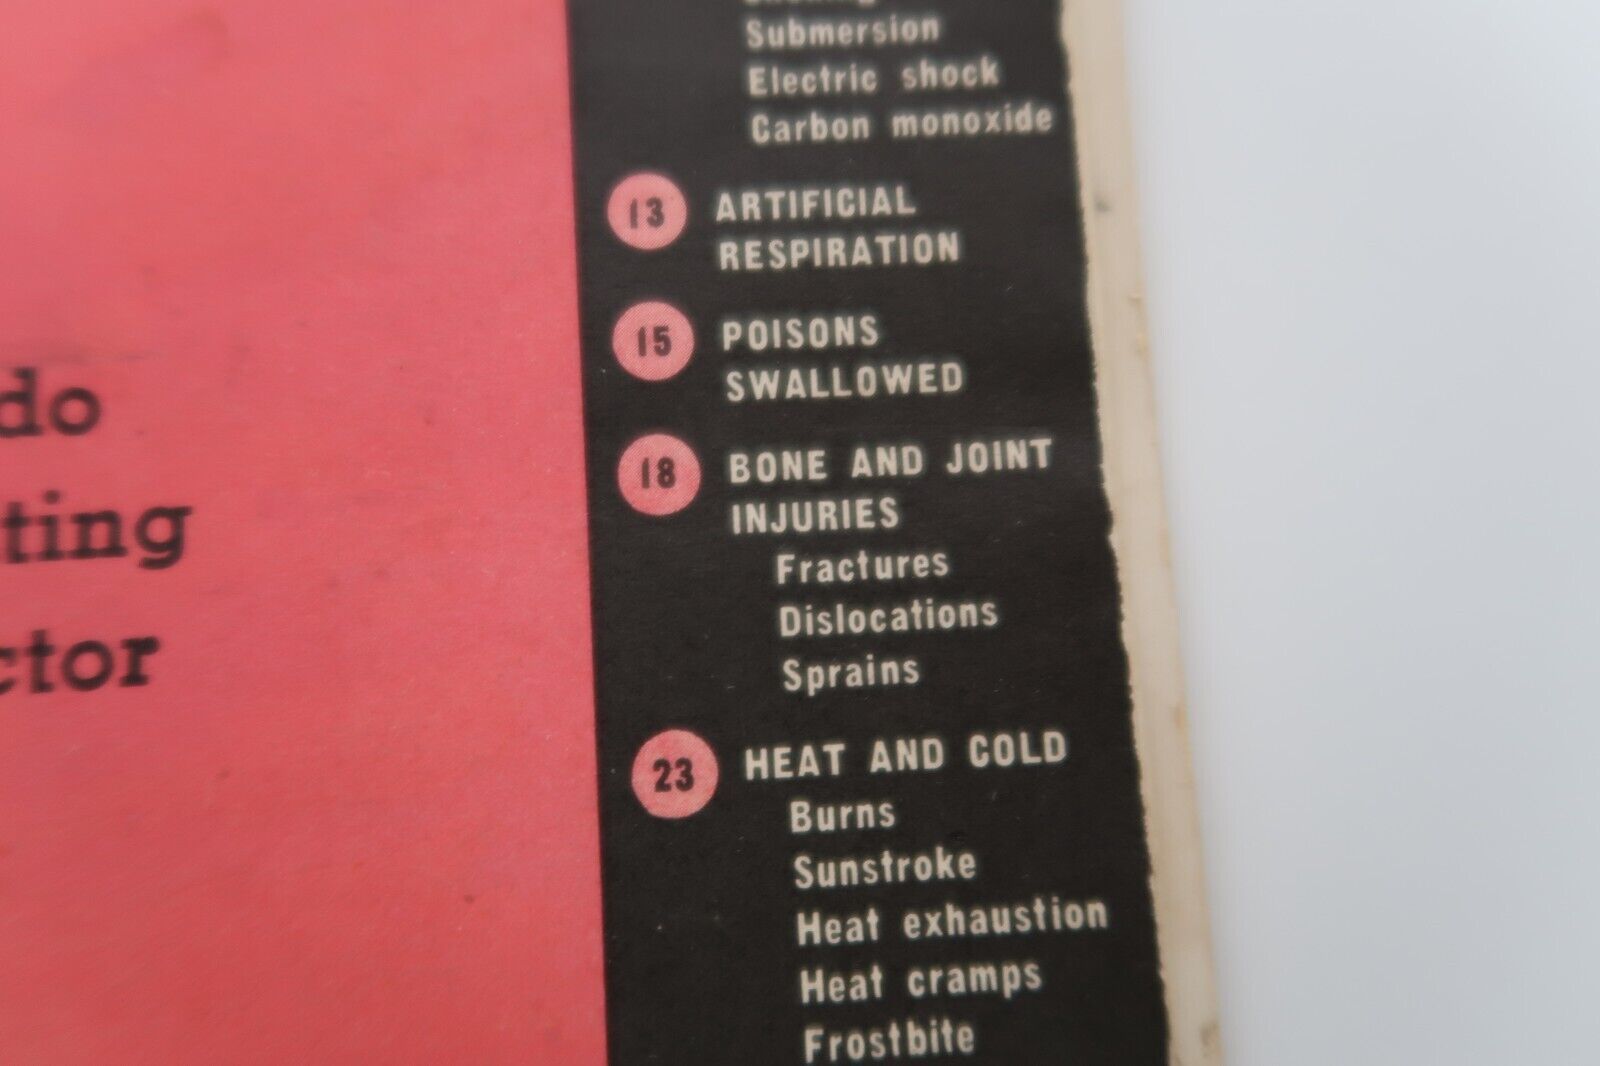 do
ting
ctor
Submersion
Electric shock
Carbon monoxide
13 ARTIFICIAL
RESPIRATION
15 POISONS
SWALLOWED
18 BONE AND JOINT
INJURIES
Fractures
Dislocations
Sprains
23 HEAT AND COLD
Burns
Sunstroke
Heat exhaustion
Heat cramps
Frostbite